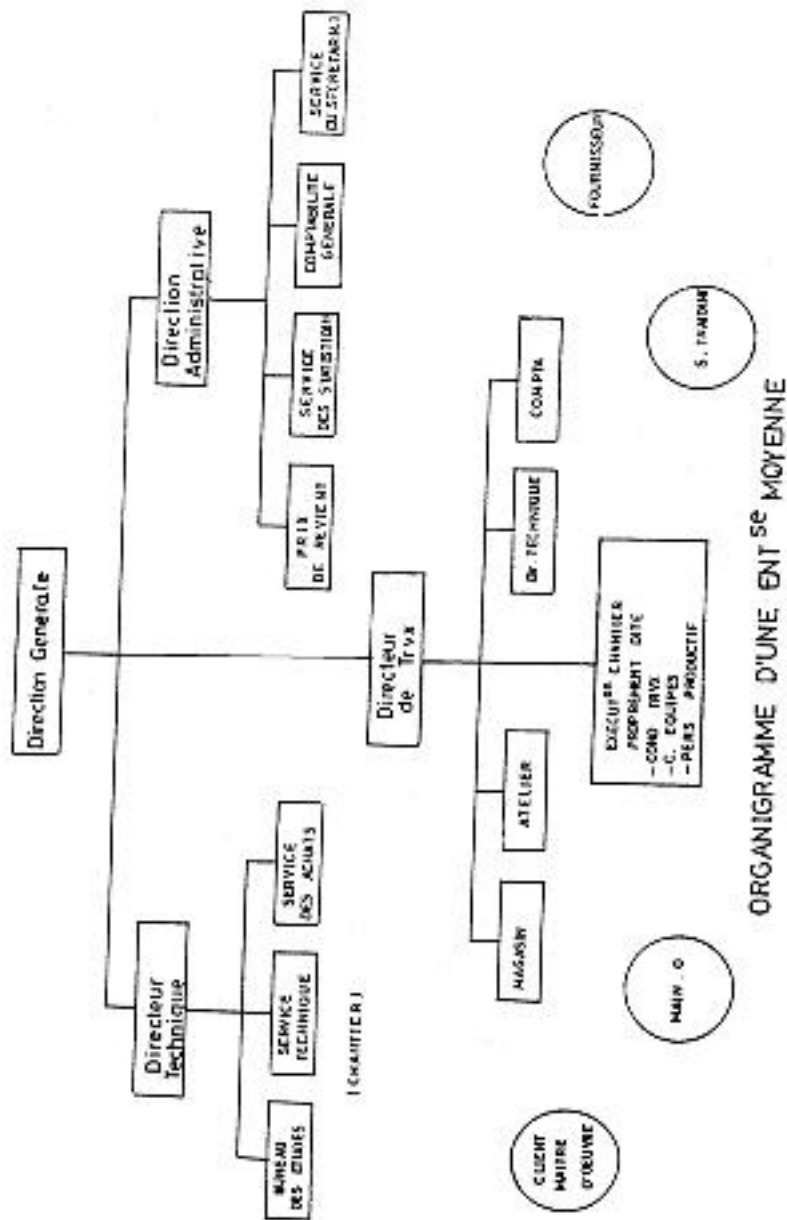 Direction Generale
Directeur
Technique
Direction
Administrative
BUREAU
DES ETUDES
SERVICE
TECHNIQUE
SERVICE
DES ACHATS
PRIX
DE REVIENT
SERVICE
DES STATISTION
COMPTABILITE
GENERALE
SERVICE
DU SECRETARIAT
( CHANTIER )
Directeur
de Trvx
MAGASIN
ATELIER
Dr. TECHNIQUE
COMPTA
EXECUT° CHANTIER
PROPREMENT DITE
- COND TRVX
- C. EQUIPES
- PERS PRODUCTIF
CLIENT
MAITRE
D'OEUVRE
MAIN . O
S. TRAITANT
FOURNISSEUR
ORGANIGRAMME D'UNE ENT SE MOYENNE